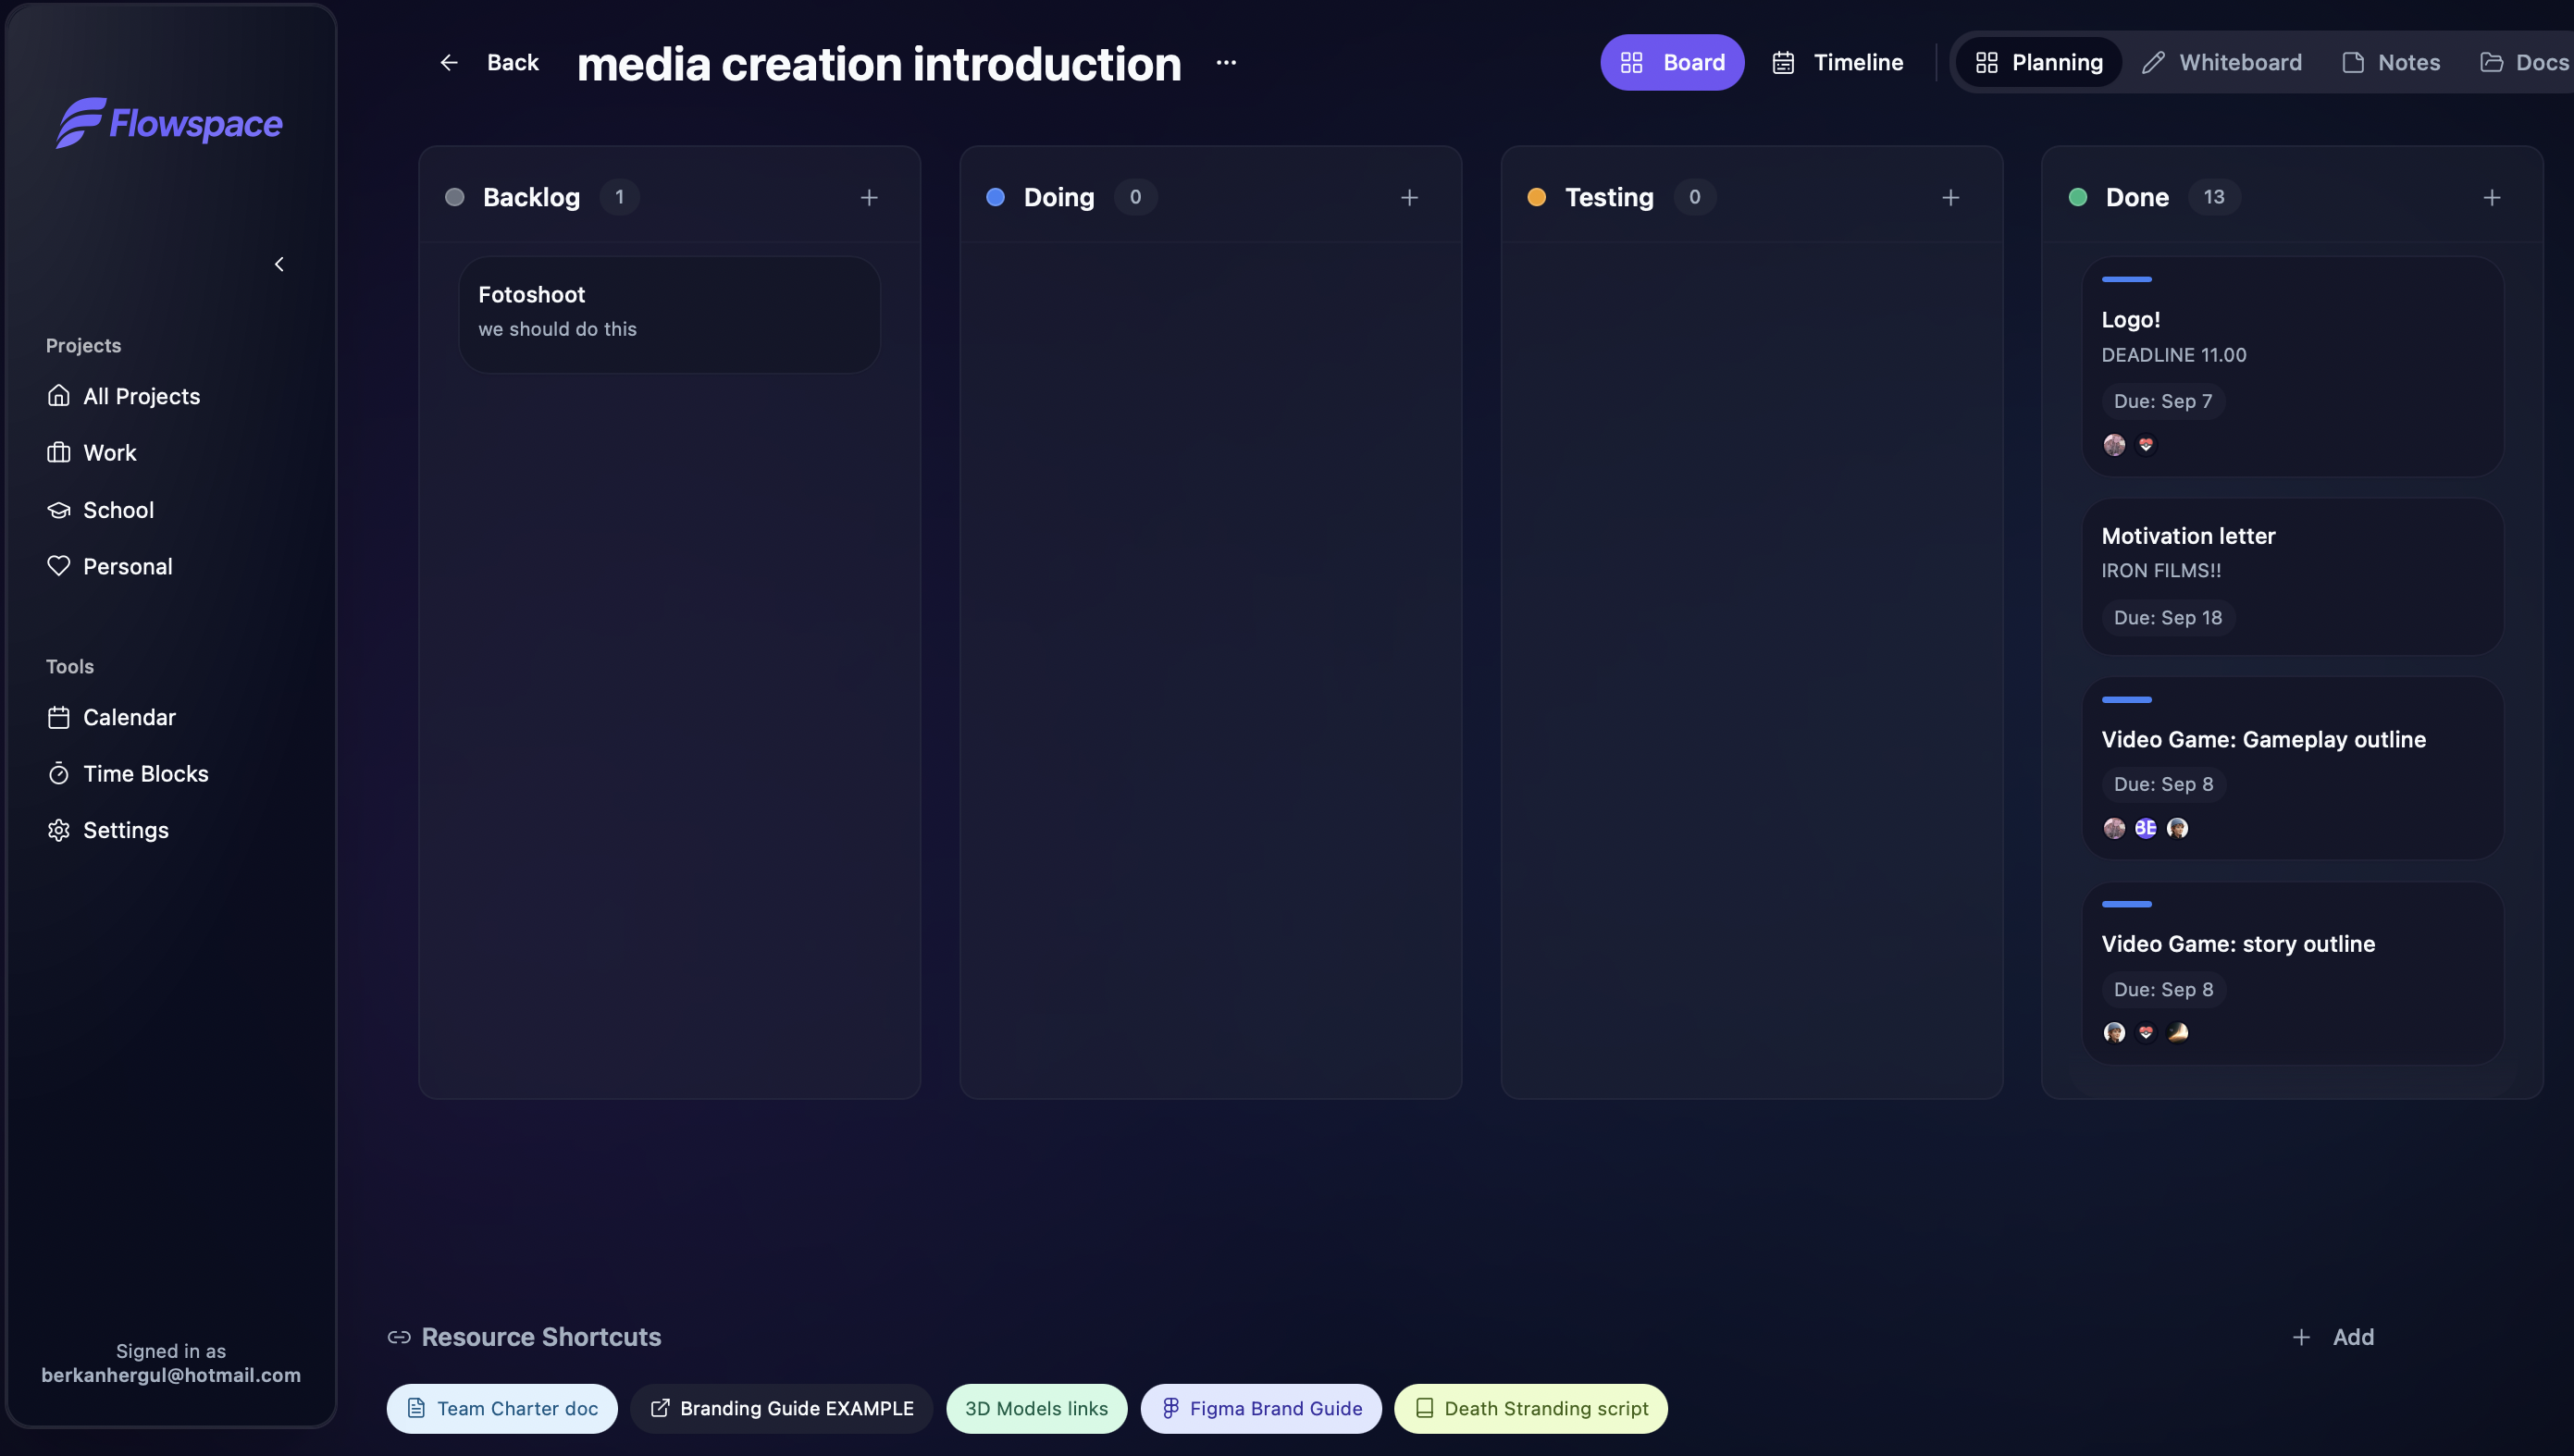 Flowspace
Projects
All Projects
Work
School
Personal
Tools
Calendar
Time Blocks
Settings
Signed in as
berkanhergul@hotmail.com
Back
media creation introduction
Board
Timeline
Planning
Whiteboard
Notes
Docs
Backlog 1
Fotoshoot
we should do this
Doing 0
Testing 0
Done 13
Logo!
DEADLINE 11.00
Due: Sep 7
Motivation letter
IRON FILMS!!
Due: Sep 18
Video Game: Gameplay outline
Due: Sep 8
BE
Video Game: story outline
Due: Sep 8
Resource Shortcuts
Add
Team Charter doc
Branding Guide EXAMPLE
3D Models links
Figma Brand Guide
Death Stranding script